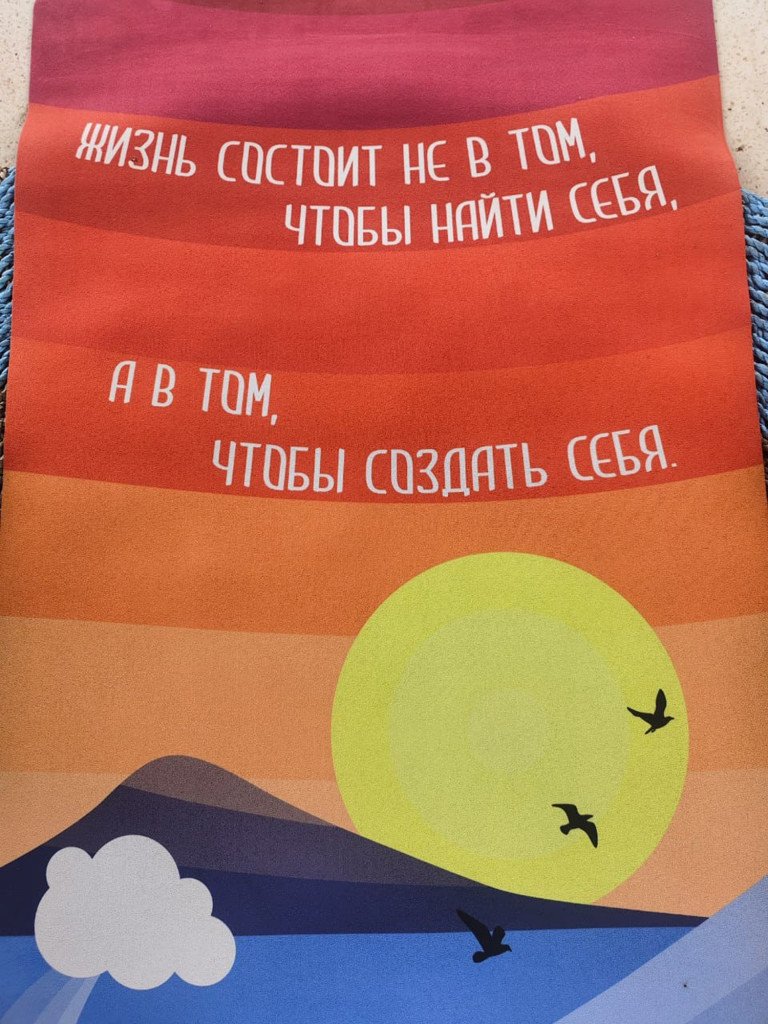 ЖИЗНЬ СОСТОИТ НЕ В ТОМ,
ЧТОБЫ НАЙТИ СЕБЯ,
А В ТОМ,
ЧТОБЫ СОЗДАТЬ СЕБЯ.